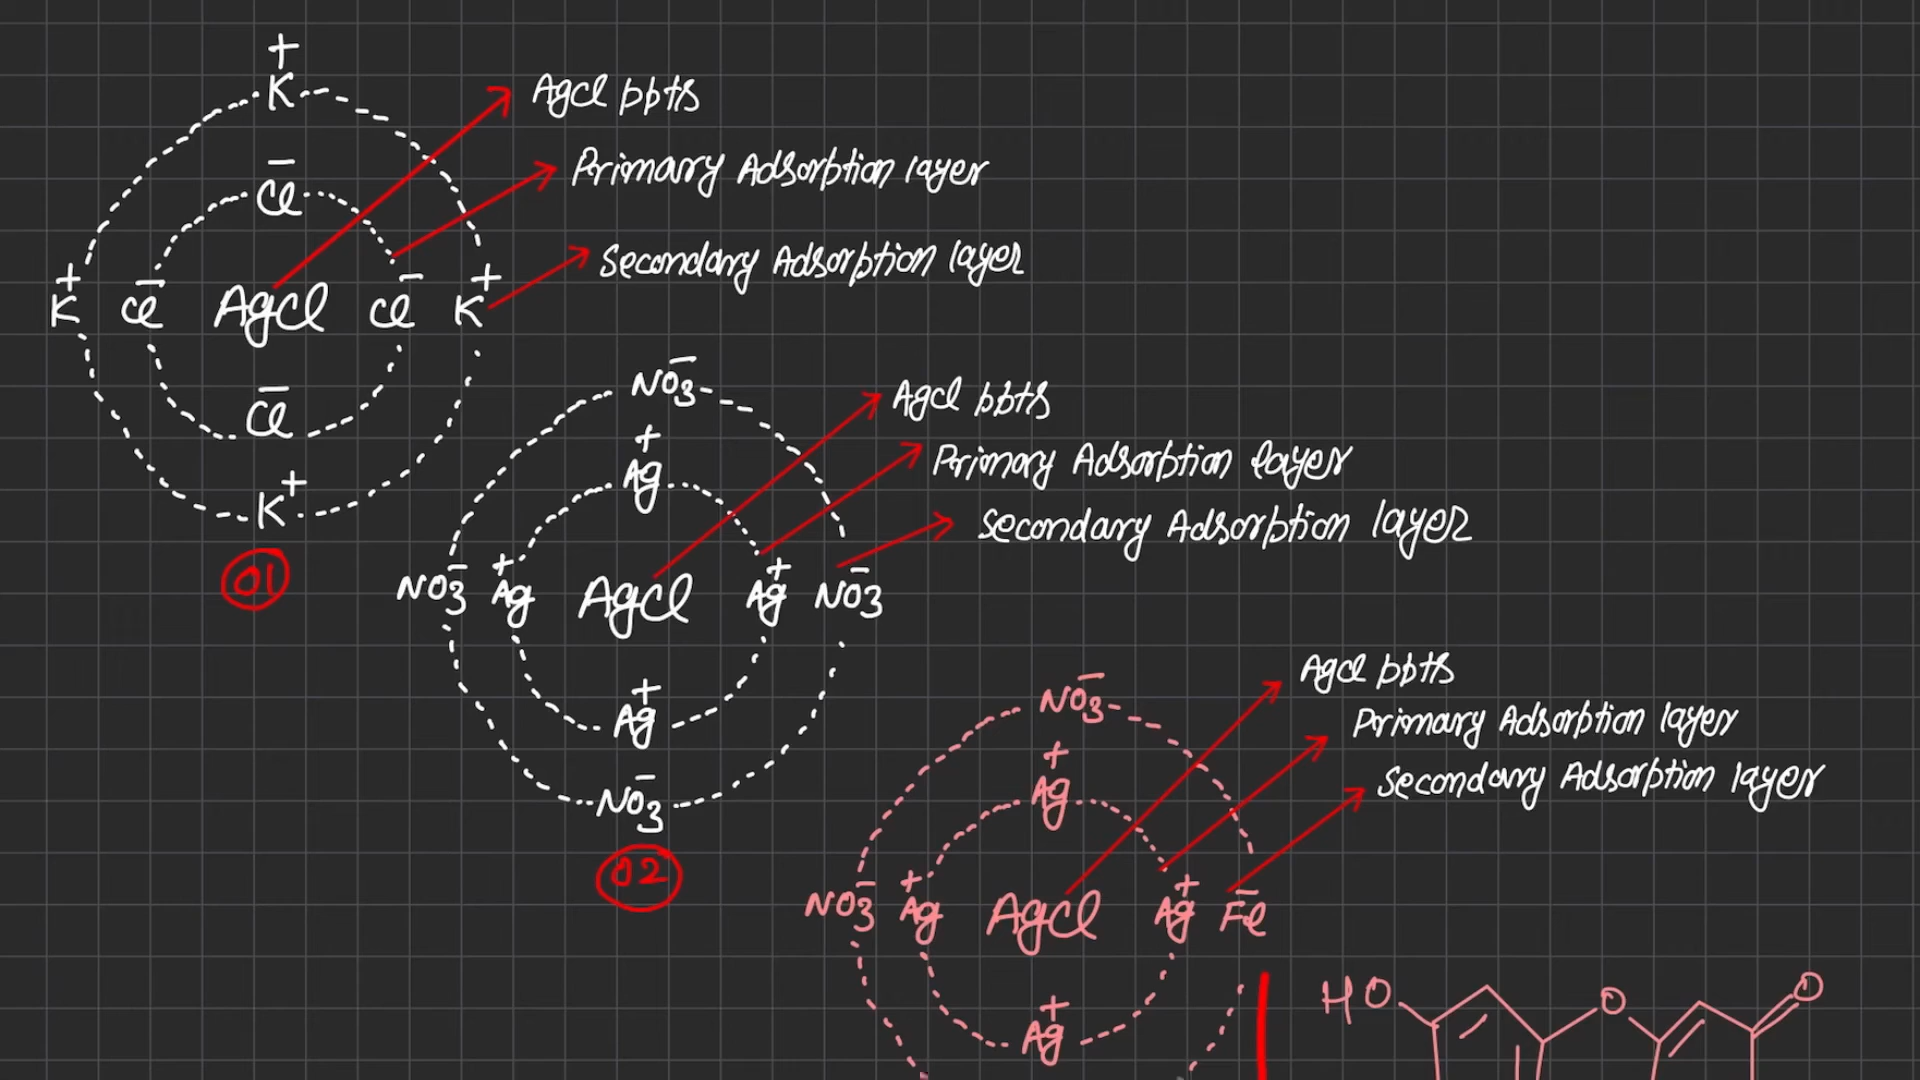 K⁺
AgCl ppts
Primary Adsorption layer
Cl⁻
Secondary Adsorption layer
K⁺ Cl⁻ AgCl Cl⁻ K⁺
Cl⁻
K⁺
01
NO₃⁻
AgCl ppts
Primary Adsorption layer
Ag⁺
Secondary Adsorption layer
NO₃⁻ Ag⁺ AgCl Ag⁺ NO₃⁻
Ag⁺
NO₃⁻
02
NO₃⁻
AgCl ppts
Primary Adsorption layer
Secondary Adsorption layer
Ag⁺
NO₃⁻ Ag⁺ AgCl Ag⁺ Fl⁻
Ag⁺
HO O O